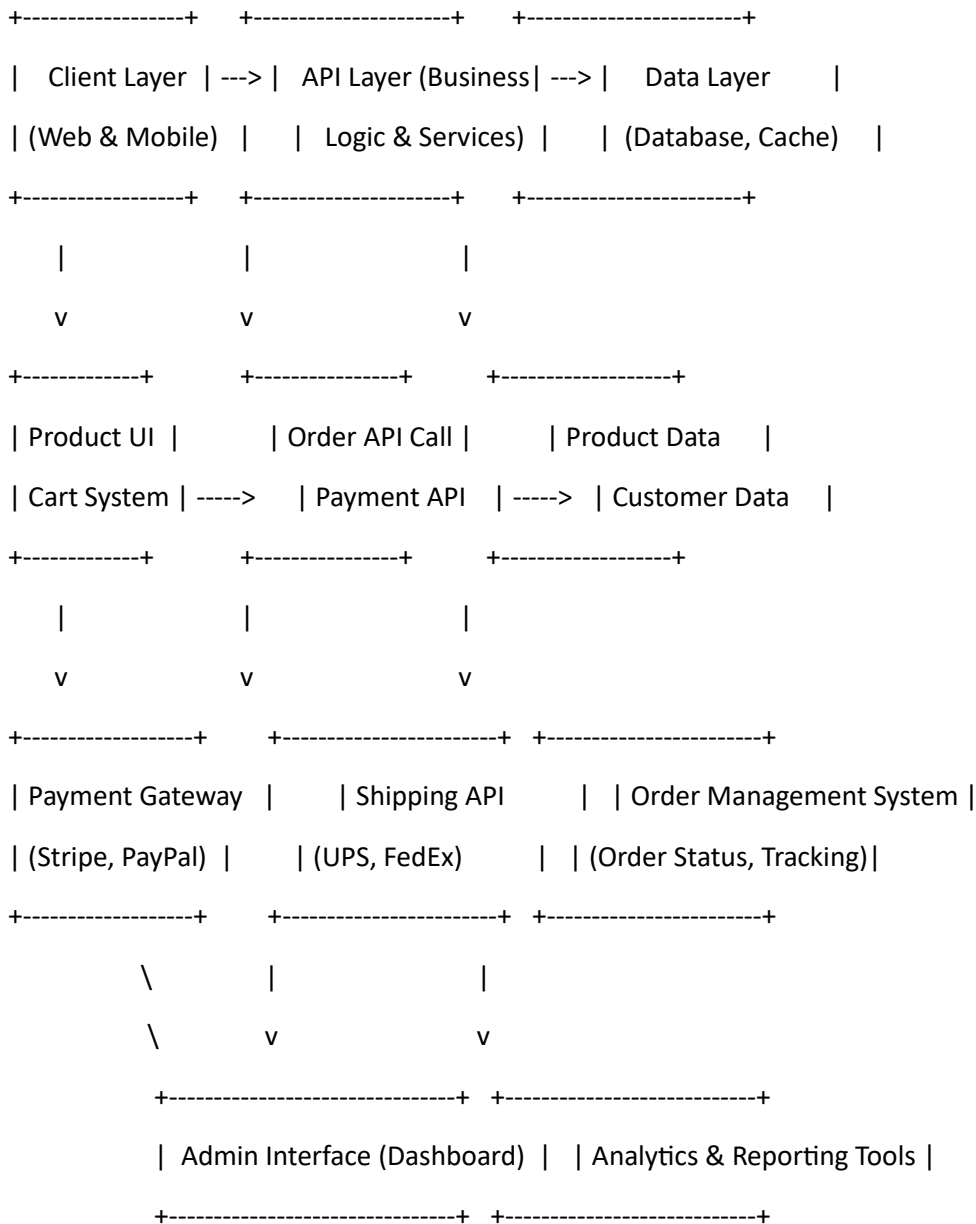 +------------------+ +----------------------+ +------------------------+
| Client Layer | ---> | API Layer (Business| ---> | Data Layer |
| (Web & Mobile) | | Logic & Services) | | (Database, Cache) |
+------------------+ +----------------------+ +------------------------+
| | |
v v v
+-------------+ +----------------+ +-------------------+
| Product UI | | Order API Call | | Product Data |
| Cart System | -----> | Payment API | -----> | Customer Data |
+-------------+ +----------------+ +-------------------+
| | |
v v v
+-------------------+ +------------------------+ +------------------------+
| Payment Gateway | | Shipping API | | Order Management System |
| (Stripe, PayPal) | | (UPS, FedEx) | | (Order Status, Tracking)|
+-------------------+ +------------------------+ +------------------------+
\ | |
\ v v
+--------------------------------+ +----------------------------+
| Admin Interface (Dashboard) | | Analytics & Reporting Tools |
+--------------------------------+ +----------------------------+